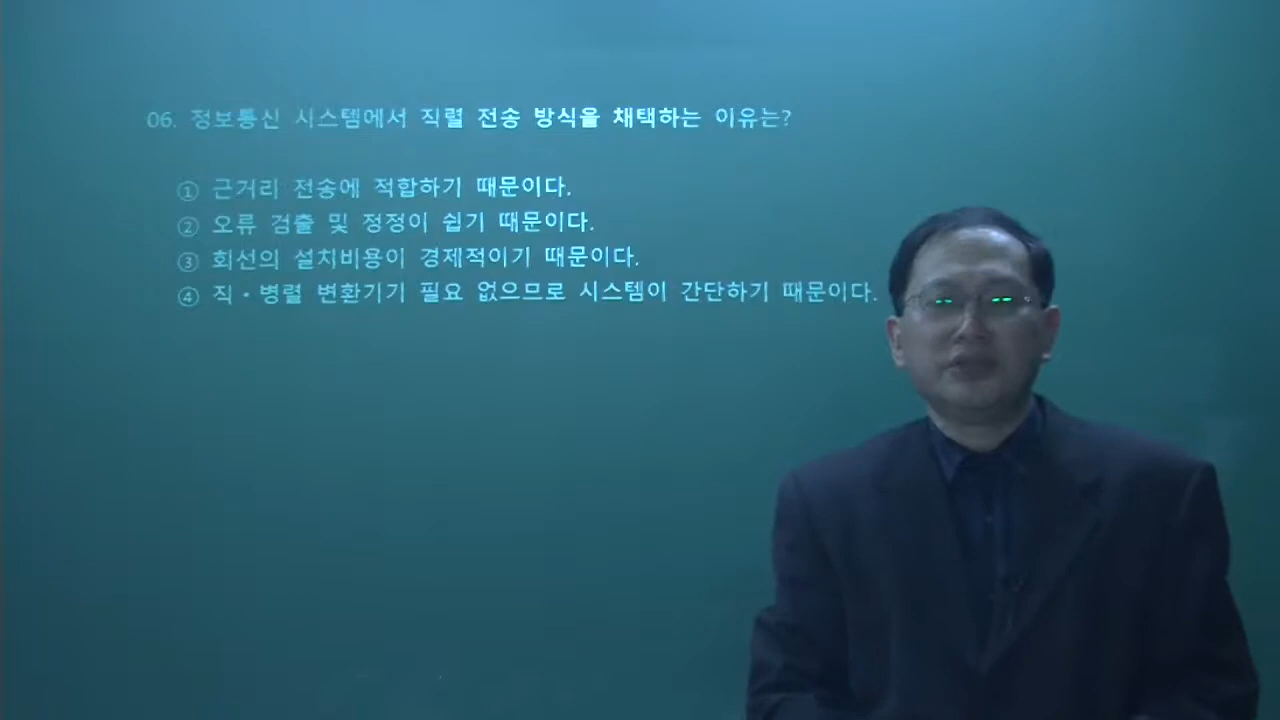 06. 정보통신 시스템에서 직렬 전송 방식을 채택하는 이유는?
① 근거리 전송에 적합하기 때문이다.
② 오류 검출 및 정정이 쉽기 때문이다.
③ 회선의 설치비용이 경제적이기 때문이다.
④ 직·병렬 변환기기 필요 없으므로 시스템이 간단하기 때문이다.